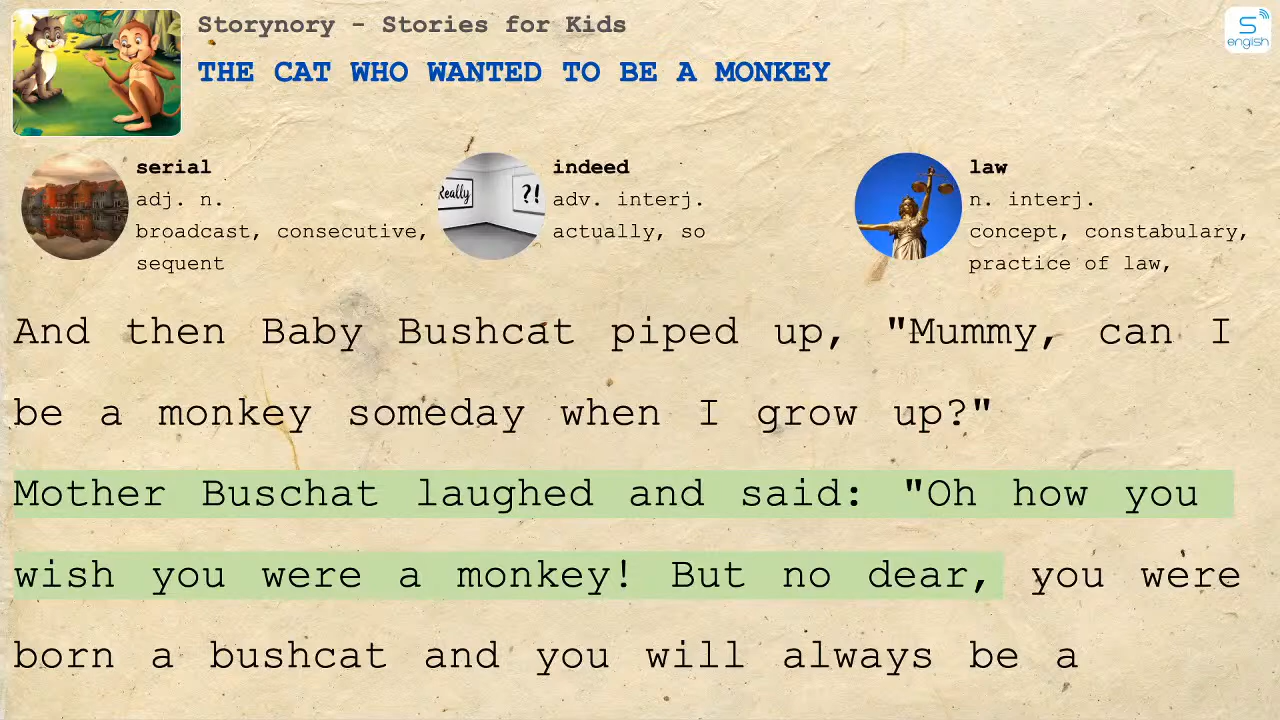 Storynory - Stories for Kids
THE CAT WHO WANTED TO BE A MONKEY
S
english
serial
adj. n.
broadcast, consecutive,
sequent
Really
?!
indeed
adv. interj.
actually, so
law
n. interj.
concept, constabulary,
practice of law,
And then Baby Bushcat piped up, "Mummy, can I
be a monkey someday when I grow up?"
Mother Buschat laughed and said: "Oh how you
wish you were a monkey! But no dear, you were
born a bushcat and you will always be a